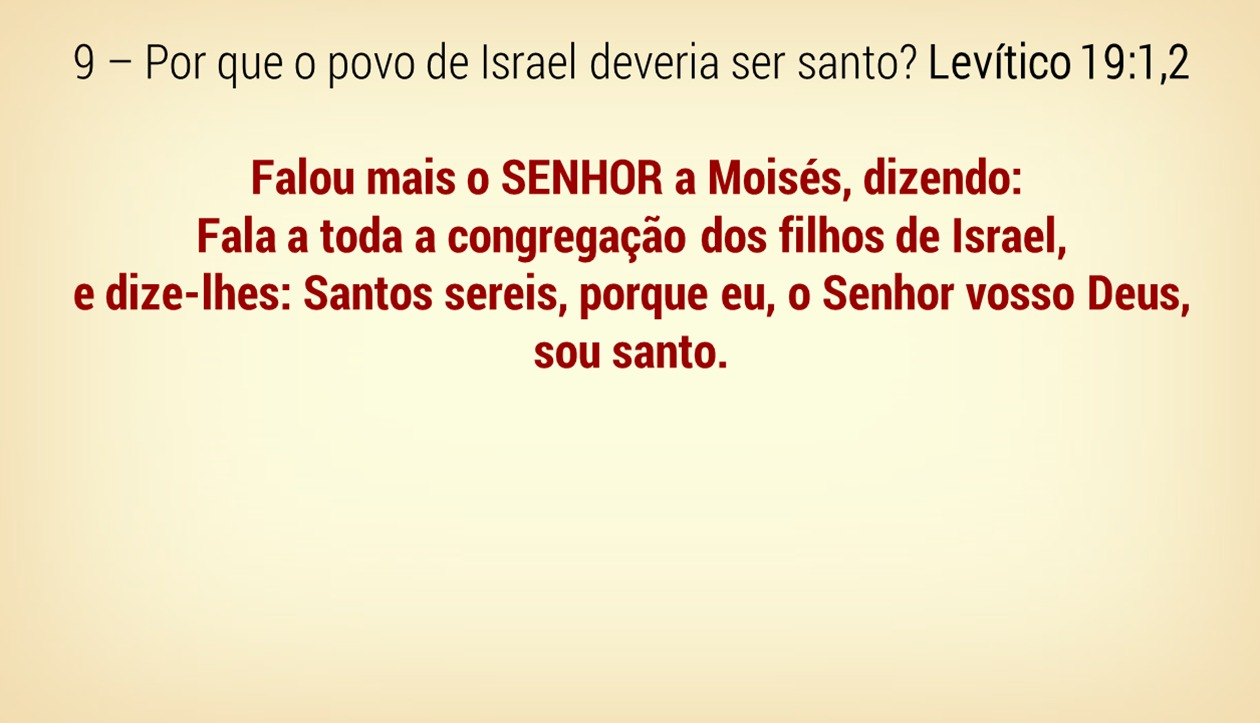 9 – Por que o povo de Israel deveria ser santo? Levítico 19:1,2
Falou mais o SENHOR a Moisés, dizendo:
Fala a toda a congregação dos filhos de Israel,
e dize-lhes: Santos sereis, porque eu, o Senhor vosso Deus,
sou santo.